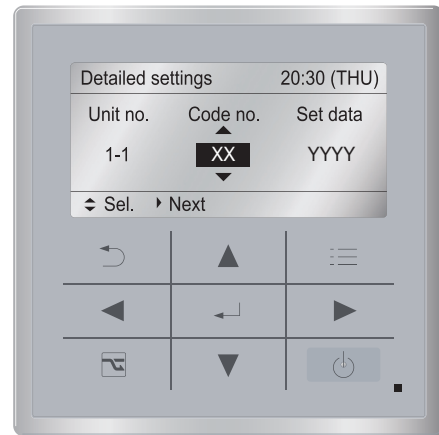 Detailed settings 20:30 (THU)
Unit no. Code no. Set data
1-1 XX YYYY
Sel. Next